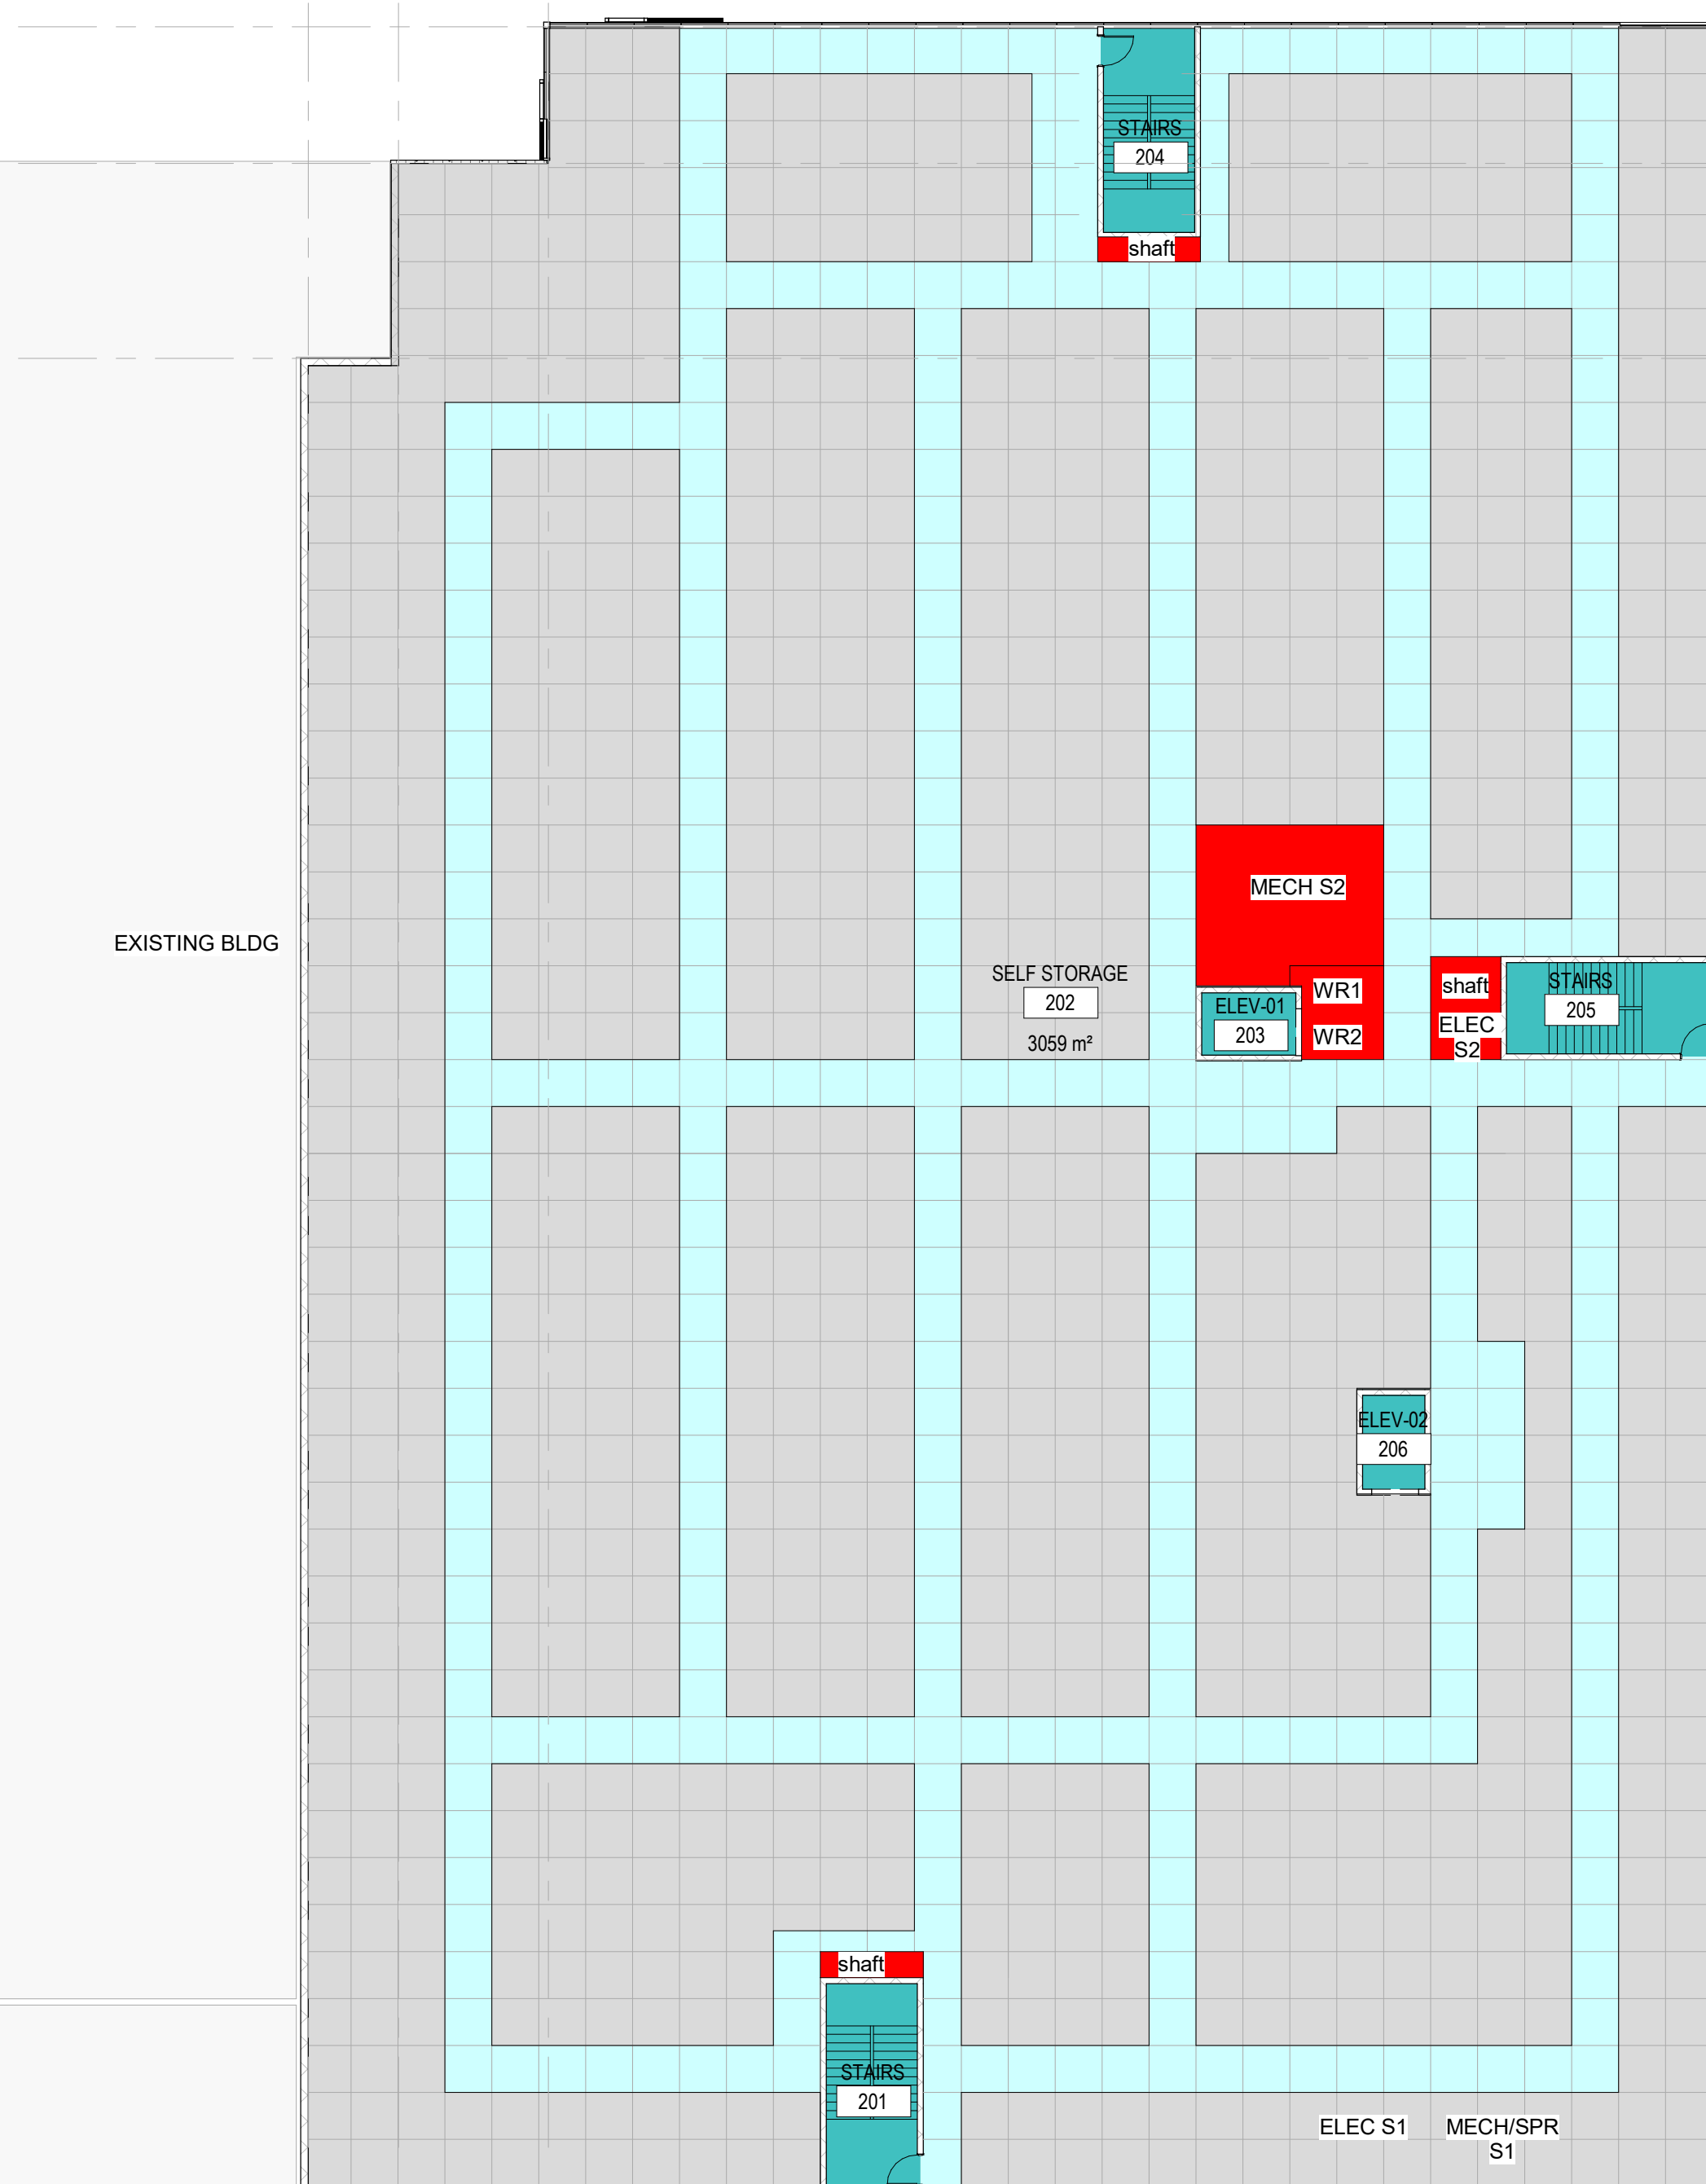 STAIRS
204
shaft
EXISTING BLDG
MECH S2
SELF STORAGE
202
3059 m²
ELEV-01
203
WR1
WR2
shaft
ELEC
S2
STAIRS
205
ELEV-02
206
shaft
STAIRS
201
ELEC S1
MECH/SPR
S1